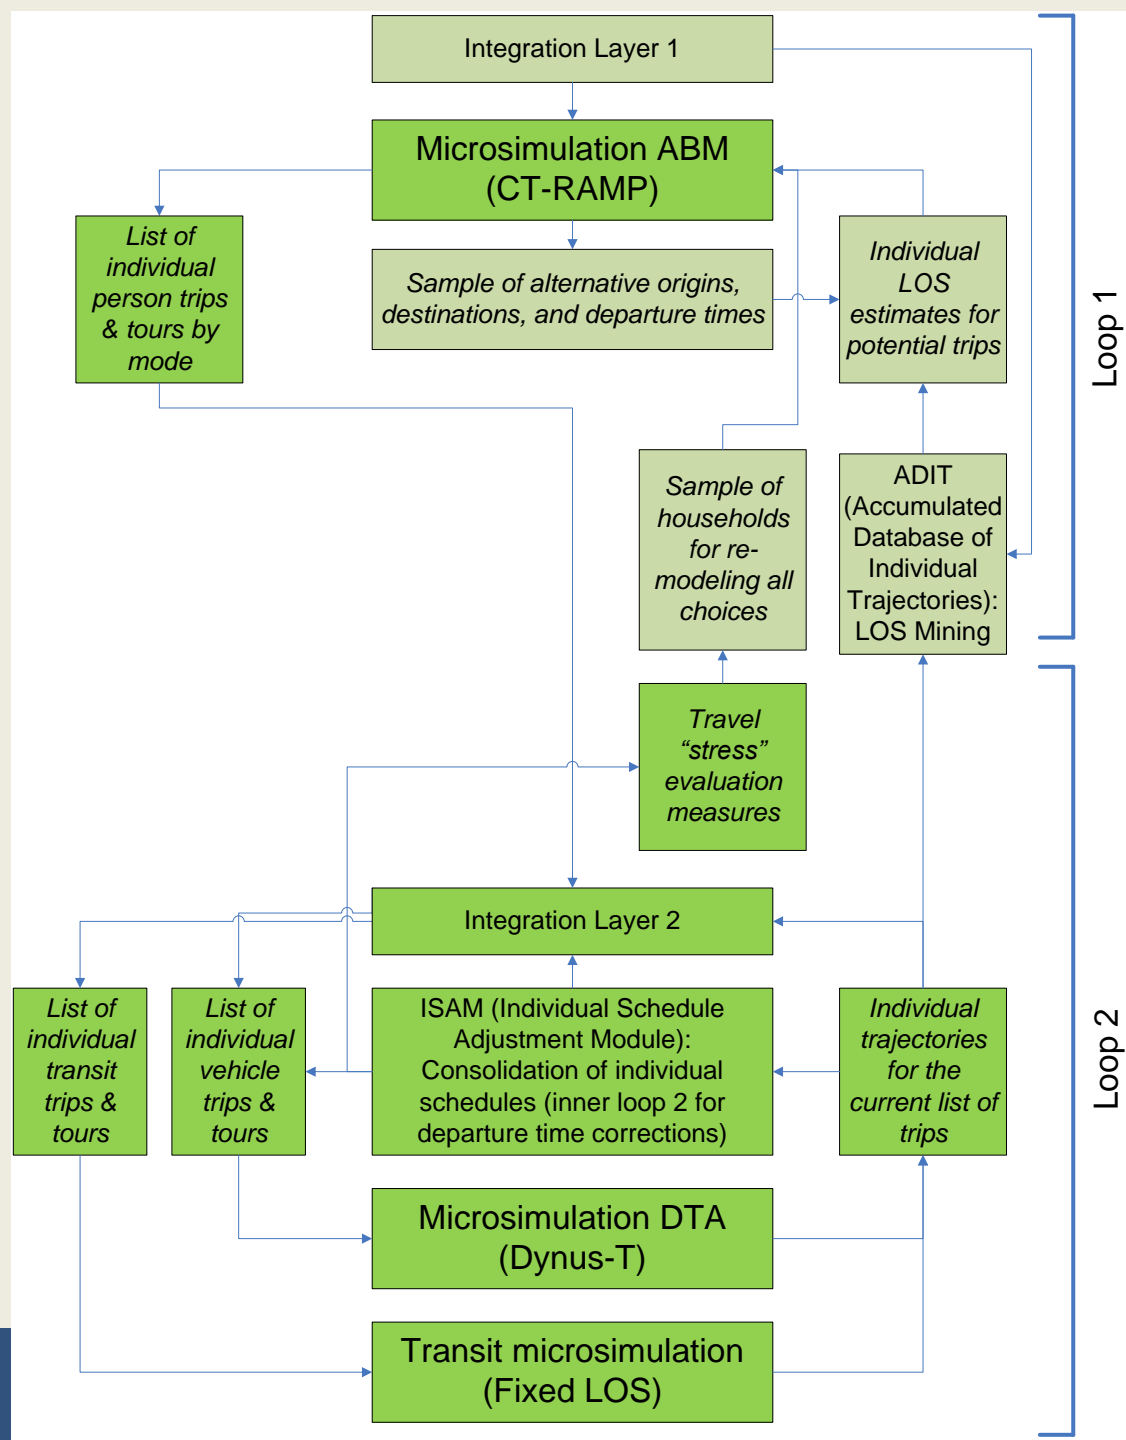 Integration Layer 1
Microsimulation ABM
(CT-RAMP)
List of
individual
person trips
& tours by
mode
Sample of alternative origins,
destinations, and departure times
Individual
LOS
estimates for
potential trips
Loop 1
Sample of
households
for re-
modeling all
choices
ADIT
(Accumulated
Database of
Individual
Trajectories):
LOS Mining
Travel
“stress”
evaluation
measures
Integration Layer 2
List of
individual
transit
trips &
tours
List of
individual
vehicle
trips &
tours
ISAM (Individual Schedule
Adjustment Module):
Consolidation of individual
schedules (inner loop 2 for
departure time corrections)
Individual
trajectories
for the
current list of
trips
Loop 2
Microsimulation DTA
(Dynus-T)
Transit microsimulation
(Fixed LOS)